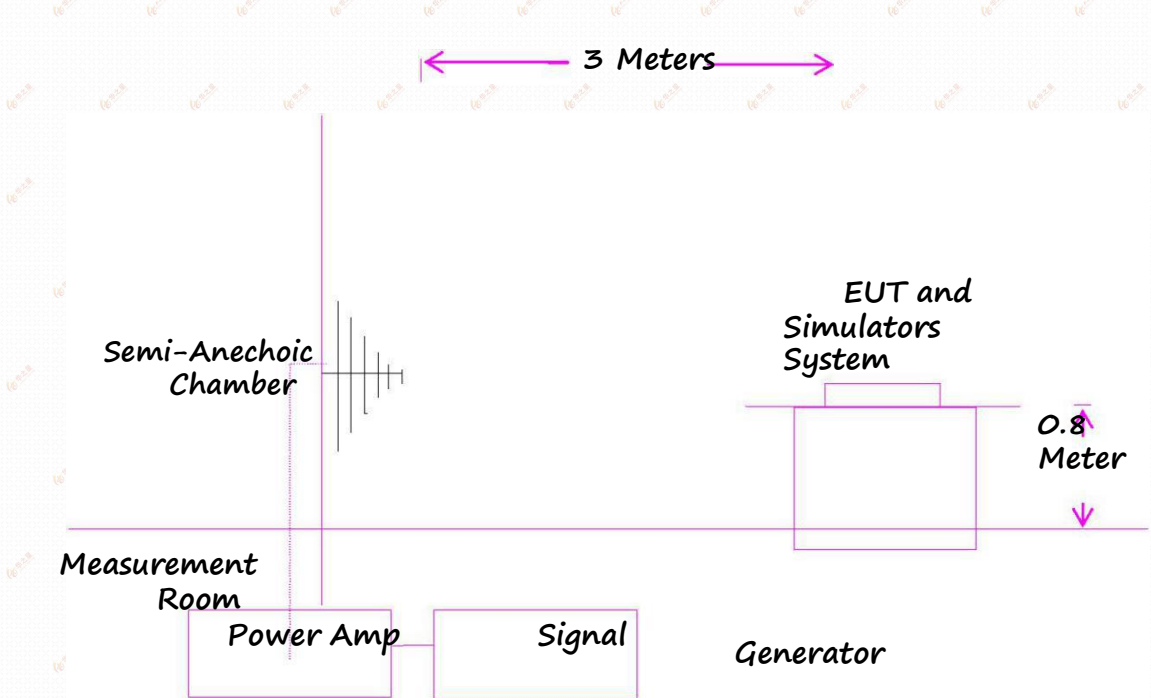 3 Meters
EUT and
Simulators
System
Semi-Anechoic
Chamber
0.8
Meter
Measurement
Room
Power Amp
Signal
Generator